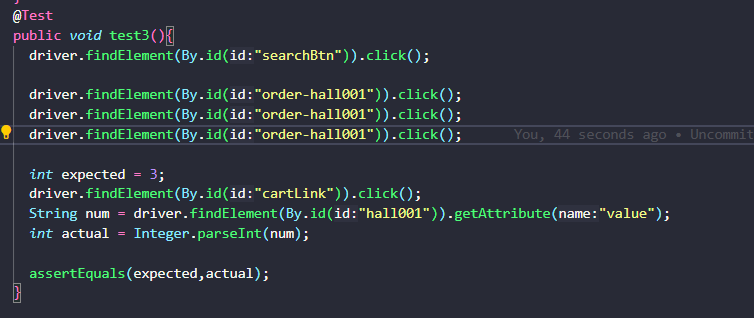 @Test
public void test3(){
driver.findElement(By.id(id:"searchBtn")).click();
driver.findElement(By.id(id:"order-hall001")).click();
driver.findElement(By.id(id:"order-hall001")).click();
driver.findElement(By.id(id:"order-hall001")).click(); You, 44 seconds ago • Uncommit
int expected = 3;
driver.findElement(By.id(id:"cartLink")).click();
String num = driver.findElement(By.id(id:"hall001")).getAttribute(name:"value");
int actual = Integer.parseInt(num);
assertEquals(expected,actual);
}